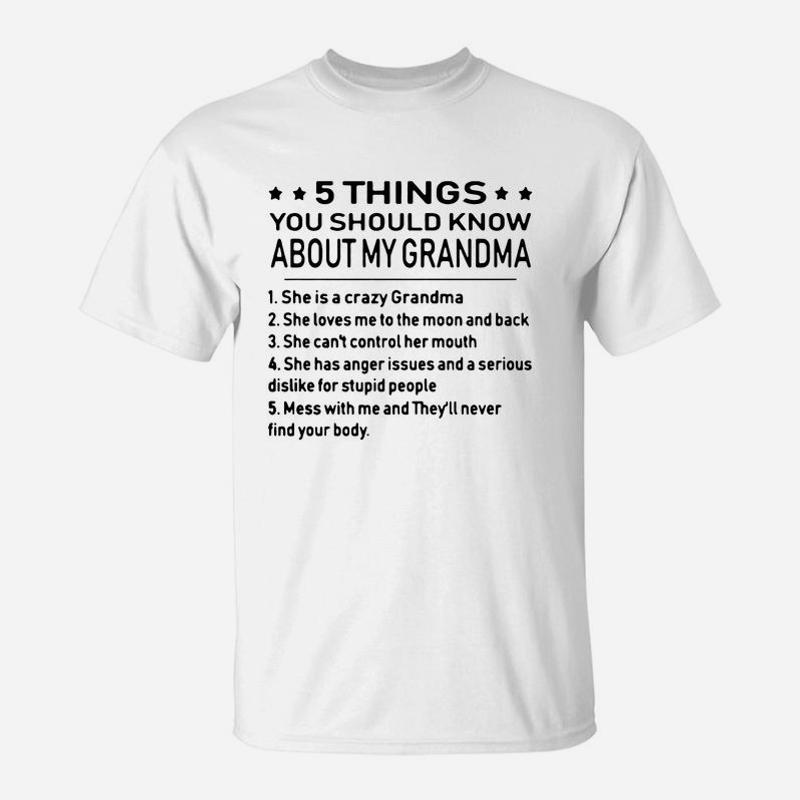 ★ ★ 5 THINGS ★ ★
YOU SHOULD KNOW
ABOUT MY GRANDMA
1. She is a crazy Grandma
2. She loves me to the moon and back
3. She can't control her mouth
4. She has anger issues and a serious
dislike for stupid people
5. Mess with me and They'll never
find your body.